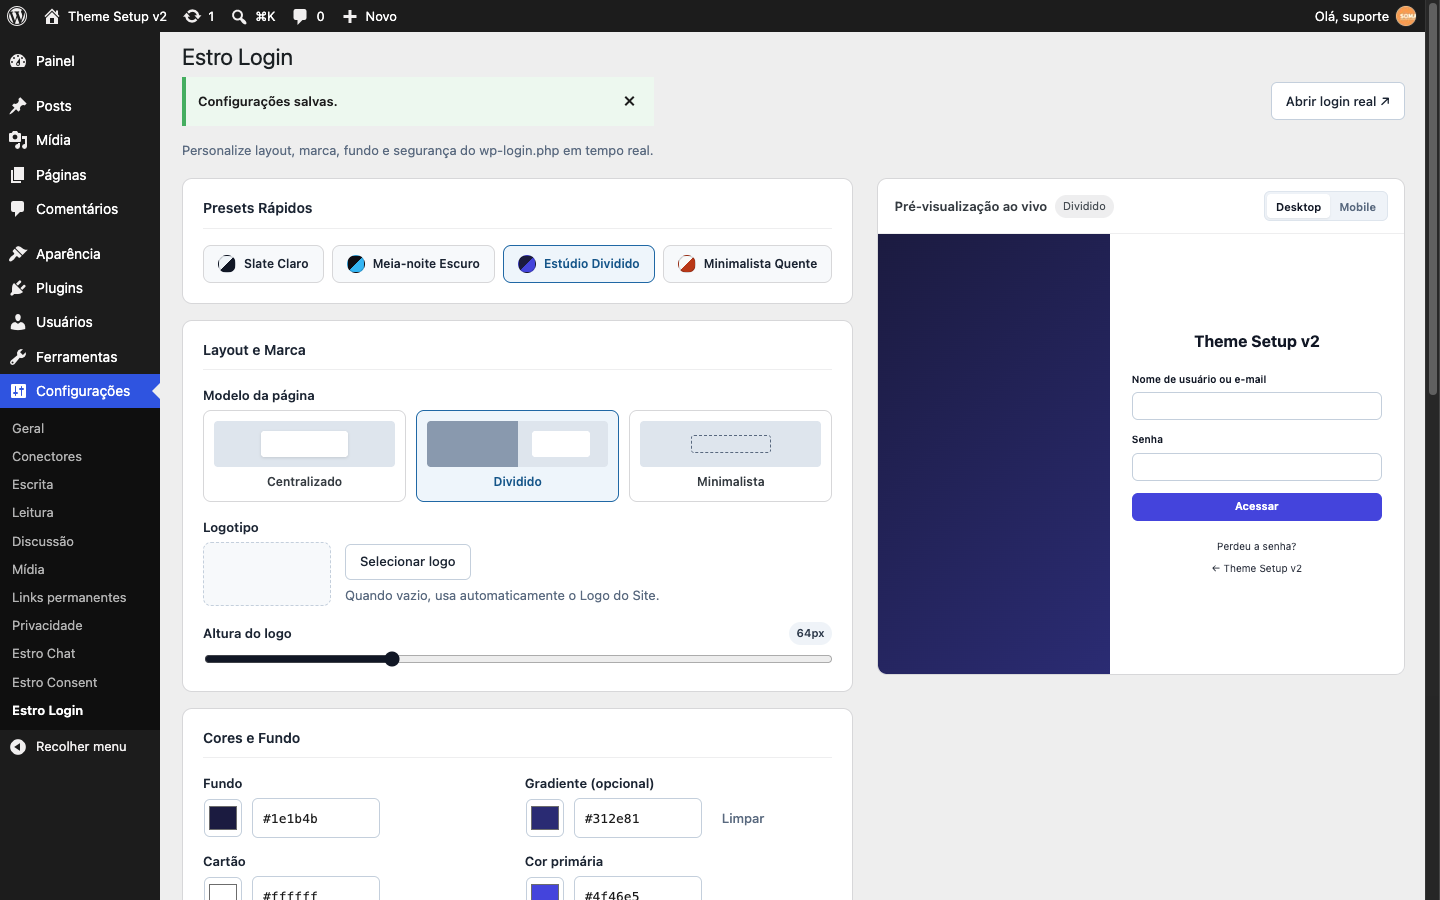 Theme Setup v2
1
⌘K
0
Novo
Olá, suporte
Painel
Posts
Mídia
Páginas
Comentários
Aparência
Plugins
Usuários
Ferramentas
Configurações
Geral
Conectores
Escrita
Leitura
Discussão
Mídia
Links permanentes
Privacidade
Estro Chat
Estro Consent
Estro Login
Recolher menu
Estro Login
Configurações salvas.
Abrir login real ↗
Personalize layout, marca, fundo e segurança do wp-login.php em tempo real.
Presets Rápidos
Slate Claro
Meia-noite Escuro
Estúdio Dividido
Minimalista Quente
Layout e Marca
Modelo da página
Centralizado
Dividido
Minimalista
Logotipo
Selecionar logo
Quando vazio, usa automaticamente o Logo do Site.
Altura do logo
64px
Cores e Fundo
Fundo
#1e1b4b
Gradiente (opcional)
#312e81
Limpar
Cartão
#ffffff
Cor primária
#4f46e5
Pré-visualização ao vivo
Dividido
Desktop
Mobile
Theme Setup v2
Nome de usuário ou e-mail
Senha
Acessar
Perdeu a senha?
← Theme Setup v2